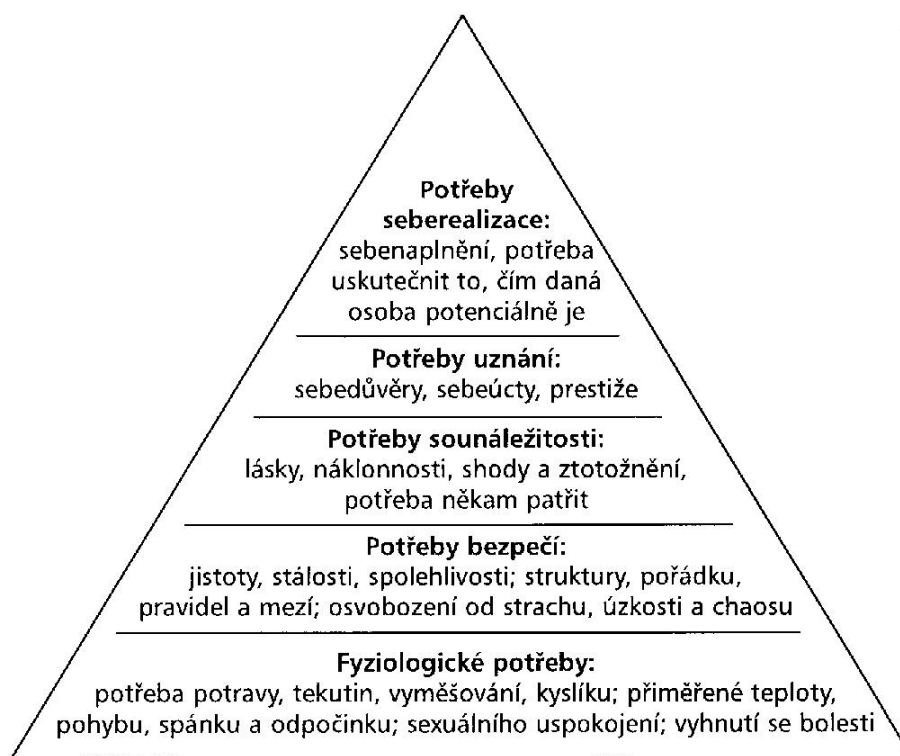 Potřeby
seberealizace:
sebenaplnění, potřeba
uskutečnit to, čím daná
osoba potenciálně je
Potřeby uznání:
sebedůvěry, sebeúcty, prestiže
Potřeby sounáležitosti:
lásky, náklonnosti, shody a ztotožnění,
potřeba někam patřit
Potřeby bezpečí:
jistoty, stálosti, spolehlivosti; struktury, pořádku,
pravidel a mezí; osvobození od strachu, úzkosti a chaosu
Fyziologické potřeby:
potřeba potravy, tekutin, vyměšování, kyslíku; přiměřené teploty,
pohybu, spánku a odpočinku; sexuálního uspokojení; vyhnutí se bolesti